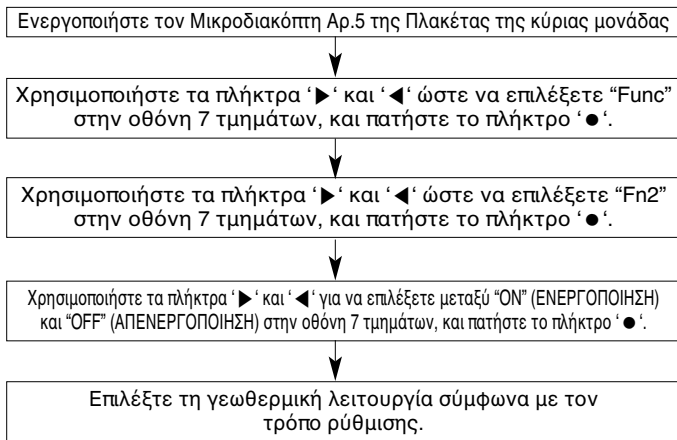 Ενεργοποιήστε τον Μικροδιακόπτη Αρ.5 της Πλακέτας της κύριας μονάδας
Χρησιμοποιήστε τα πλήκτρα ‘▶‘ και ‘◀‘ ώστε να επιλέξετε “Func”
στην οθόνη 7 τμημάτων, και πατήστε το πλήκτρο ‘●‘.
Χρησιμοποιήστε τα πλήκτρα ‘▶‘ και ‘◀‘ ώστε να επιλέξετε “Fn2”
στην οθόνη 7 τμημάτων, και πατήστε το πλήκτρο ‘●‘.
Χρησιμοποιήστε τα πλήκτρα ‘▶‘ και ‘◀‘ για να επιλέξετε μεταξύ “ON” (ΕΝΕΡΓΟΠΟΙΗΣΗ)
και “OFF” (ΑΠΕΝΕΡΓΟΠΟΙΗΣΗ) στην οθόνη 7 τμημάτων, και πατήστε το πλήκτρο ‘●‘.
Επιλέξτε τη γεωθερμική λειτουργία σύμφωνα με τον
τρόπο ρύθμισης.